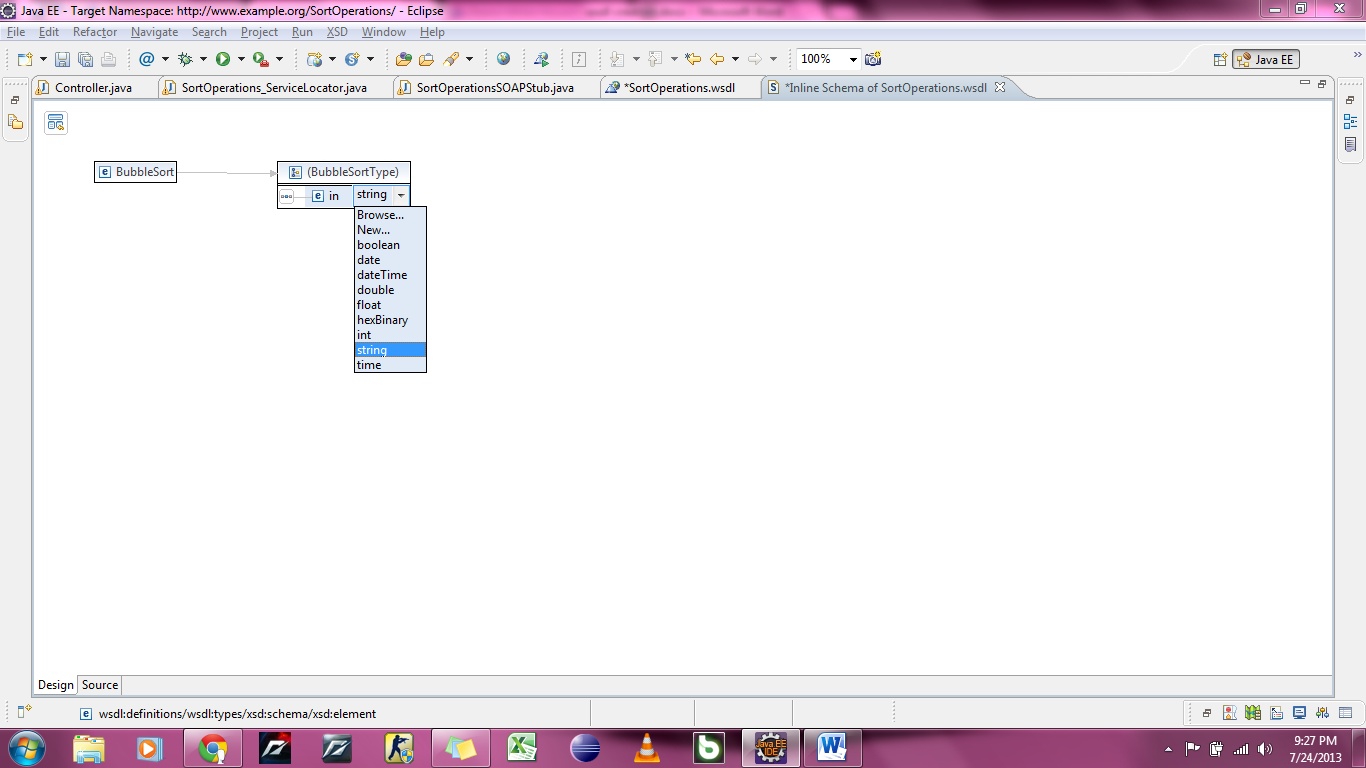 Java EE - Target Namespace: http://www.example.org/SortOperations/ - Eclipse
File Edit Refactor Navigate Search Project Run XSD Window Help
100% Java EE
Controller.java SortOperations_ServiceLocator.java SortOperationsSOAPStub.java *SortOperations.wsdl *Inline Schema of SortOperations.wsdl
BubbleSort (BubbleSortType)
in string
Browse...
New...
boolean
date
dateTime
double
float
hexBinary
int
string
time
Design Source
wsdl:definitions/wsdl:types/xsd:schema/xsd:element
Java EE
IDE
9:27 PM
7/24/2013